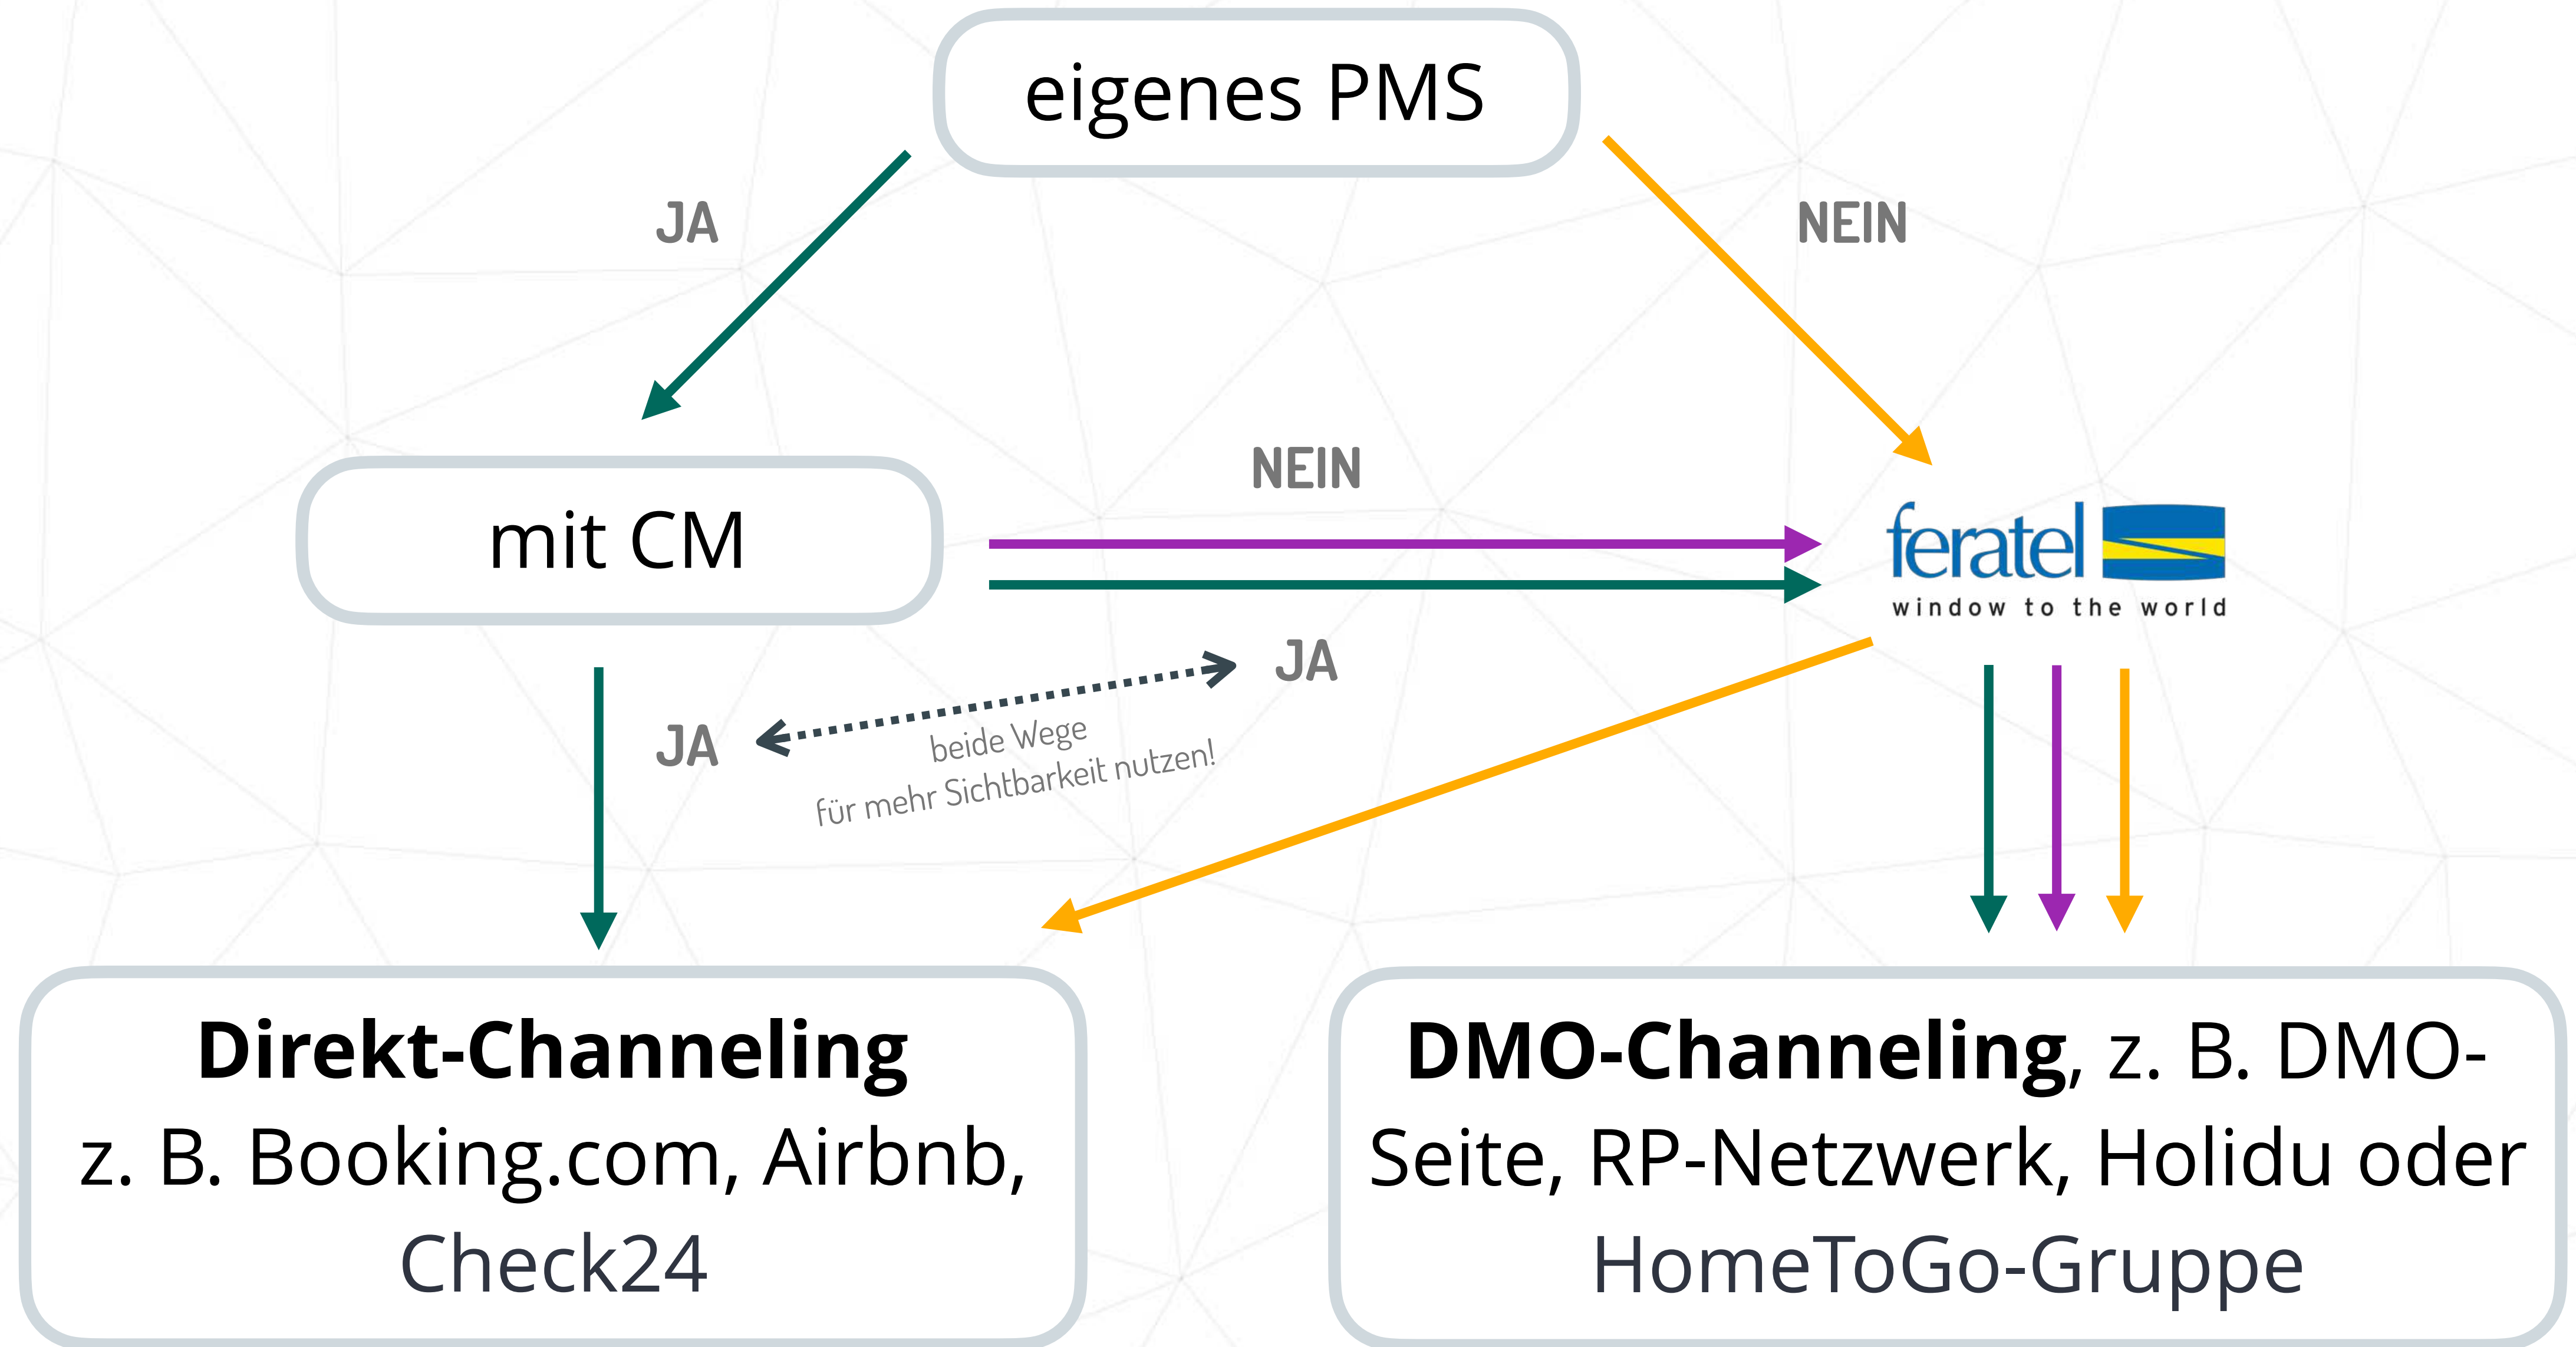 eigenes PMS
JA
NEIN
NEIN
mit CM
feratel
window to the world
JA
JA
beide Wege
für mehr Sichtbarkeit nutzen!
Direkt-Channeling
z. B. Booking.com, Airbnb,
Check24
DMO-Channeling, z. B. DMO-
Seite, RP-Netzwerk, Holidu oder
HomeToGo-Gruppe